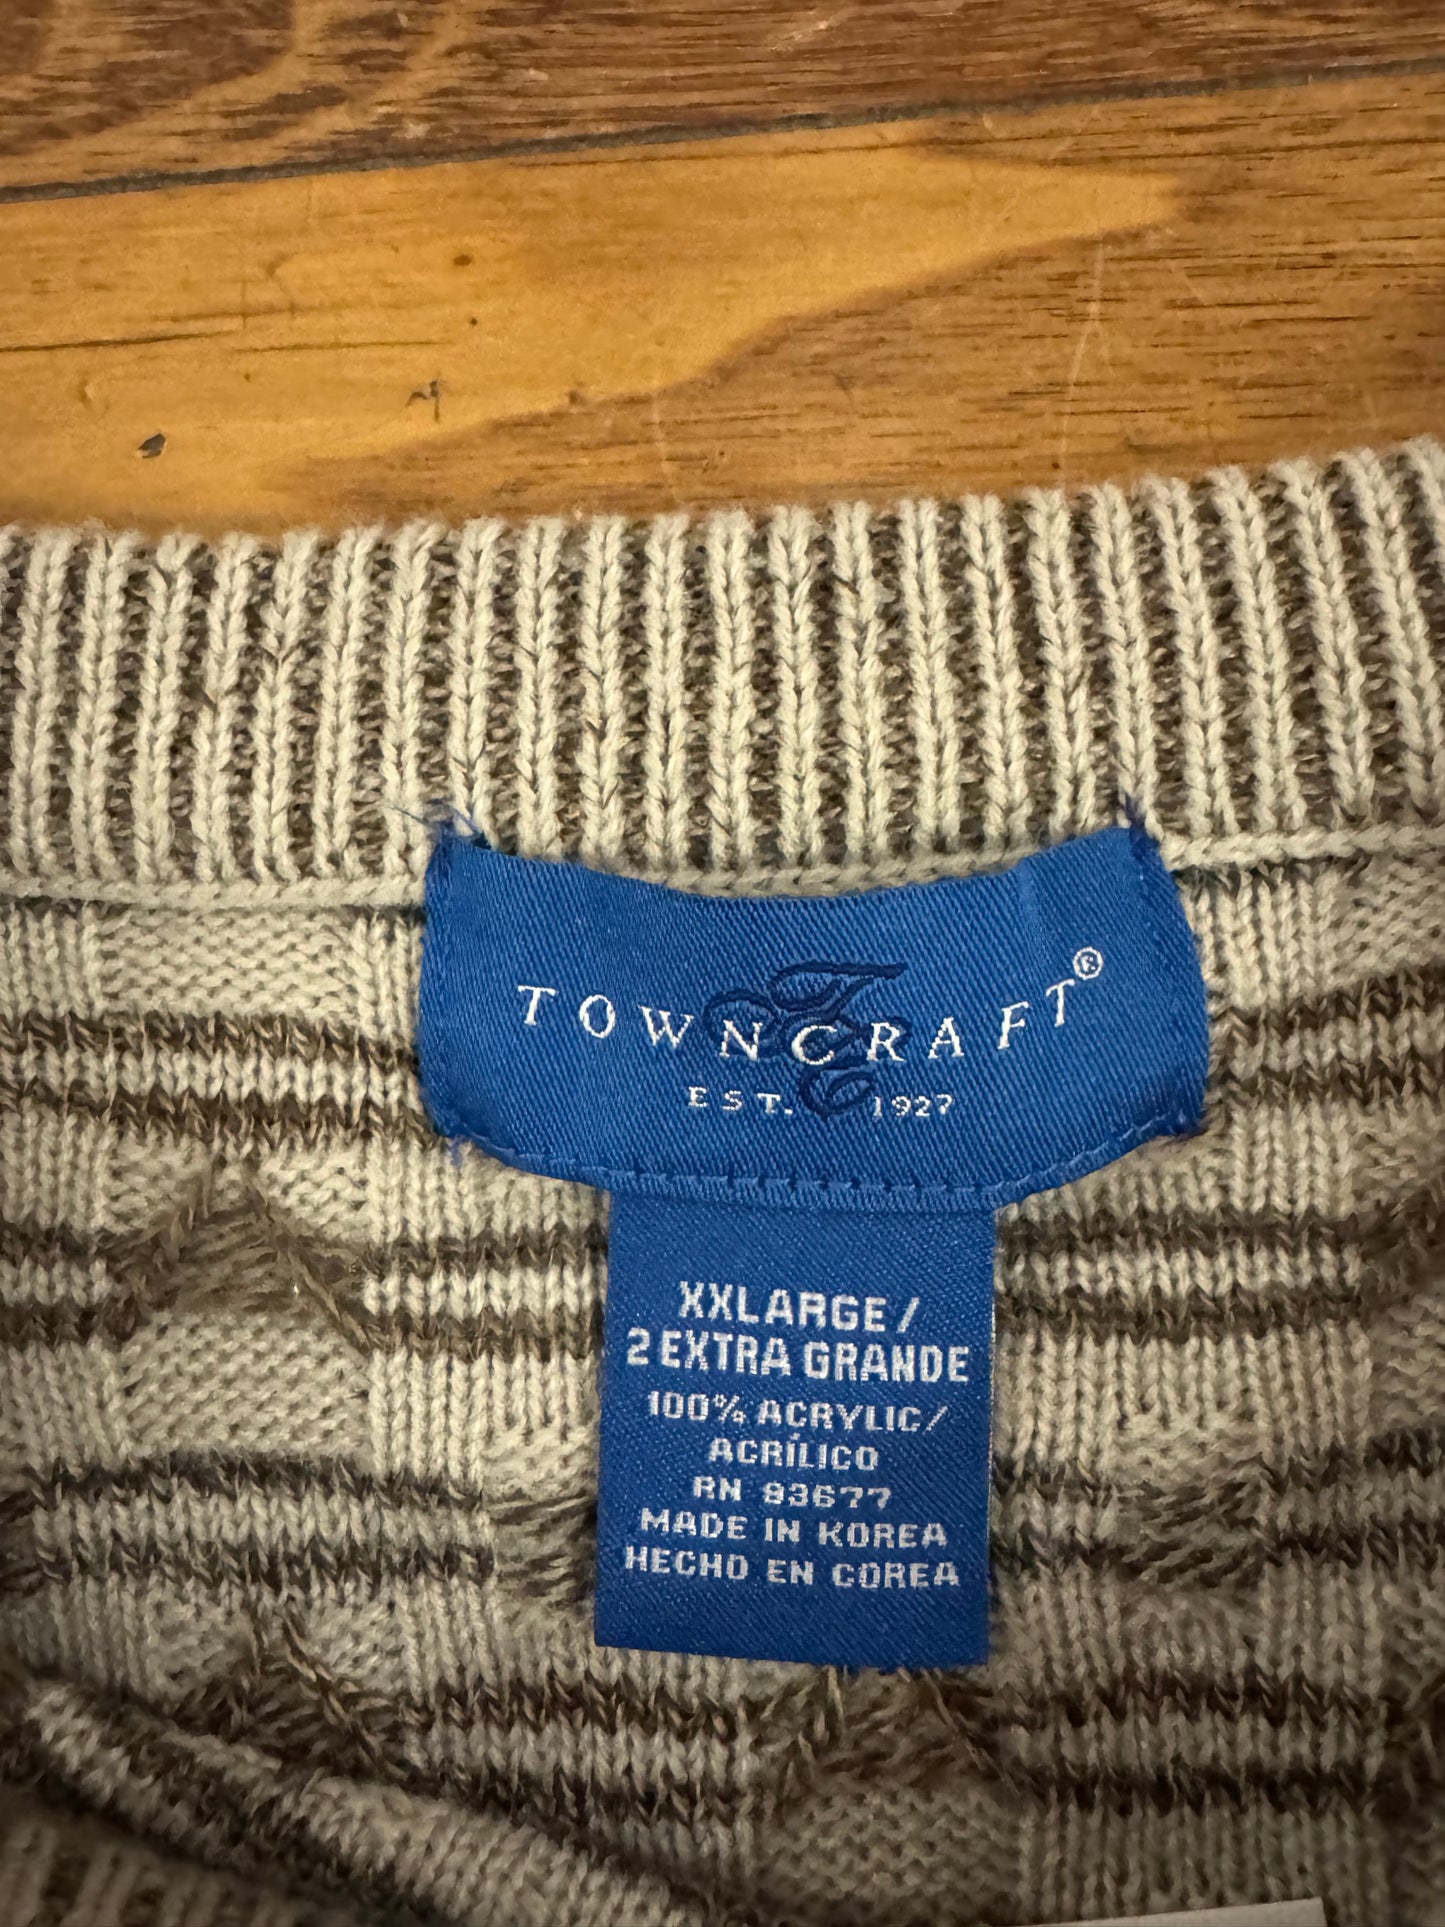 TOWNCRAFT®
EST. 1927
XXLARGE/
2 EXTRA GRANDE
100% ACRYLIC/
ACRÍLICO
RN 93677
MADE IN KOREA
HECHO EN COREA